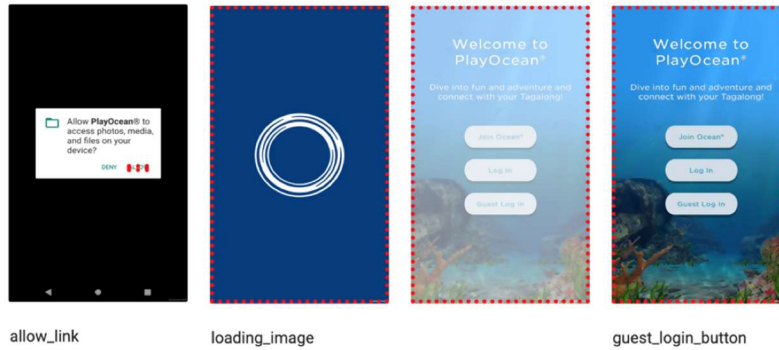 Allow PlayOcean® to
access photos, media,
and files on your
device?
DENY
Welcome to
PlayOcean®
Dive into fun and adventure and
connect with your Tagalong!
Join Ocean®
Log In
Guest Log In
Welcome to
PlayOcean®
Dive into fun and adventure and
connect with your Tagalong!
Join Ocean®
Log In
Guest Log In
allow_link
loading_image
guest_login_button